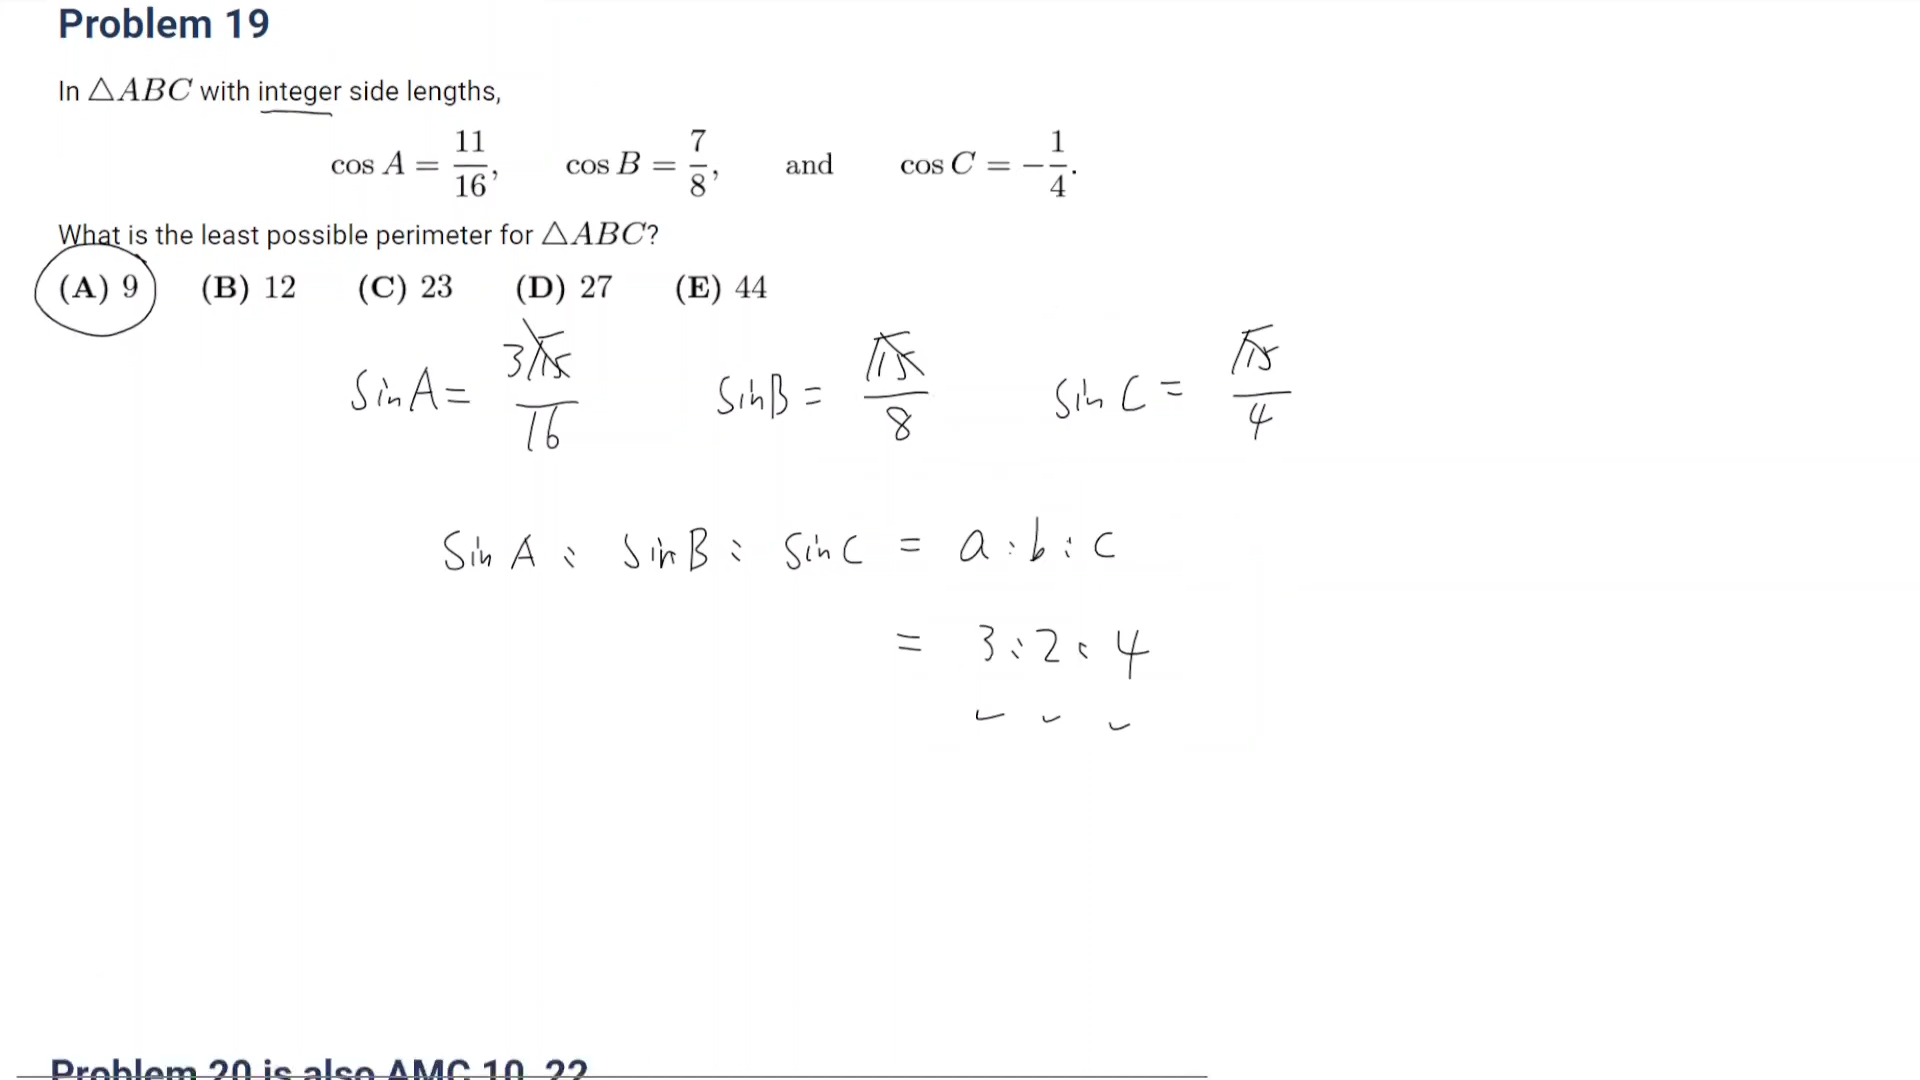 Problem 19
In △ABC with integer side lengths,
cos A = 11/16, cos B = 7/8, and cos C = −1/4.
What is the least possible perimeter for △ABC?
(A) 9 (B) 12 (C) 23 (D) 27 (E) 44
sin A = 3√15/16 sin B = √15/8 sin C = √15/4
sin A : sin B : sin C = a : b : c
= 3 : 2 : 4
Problem 20 is also AMC 10 22